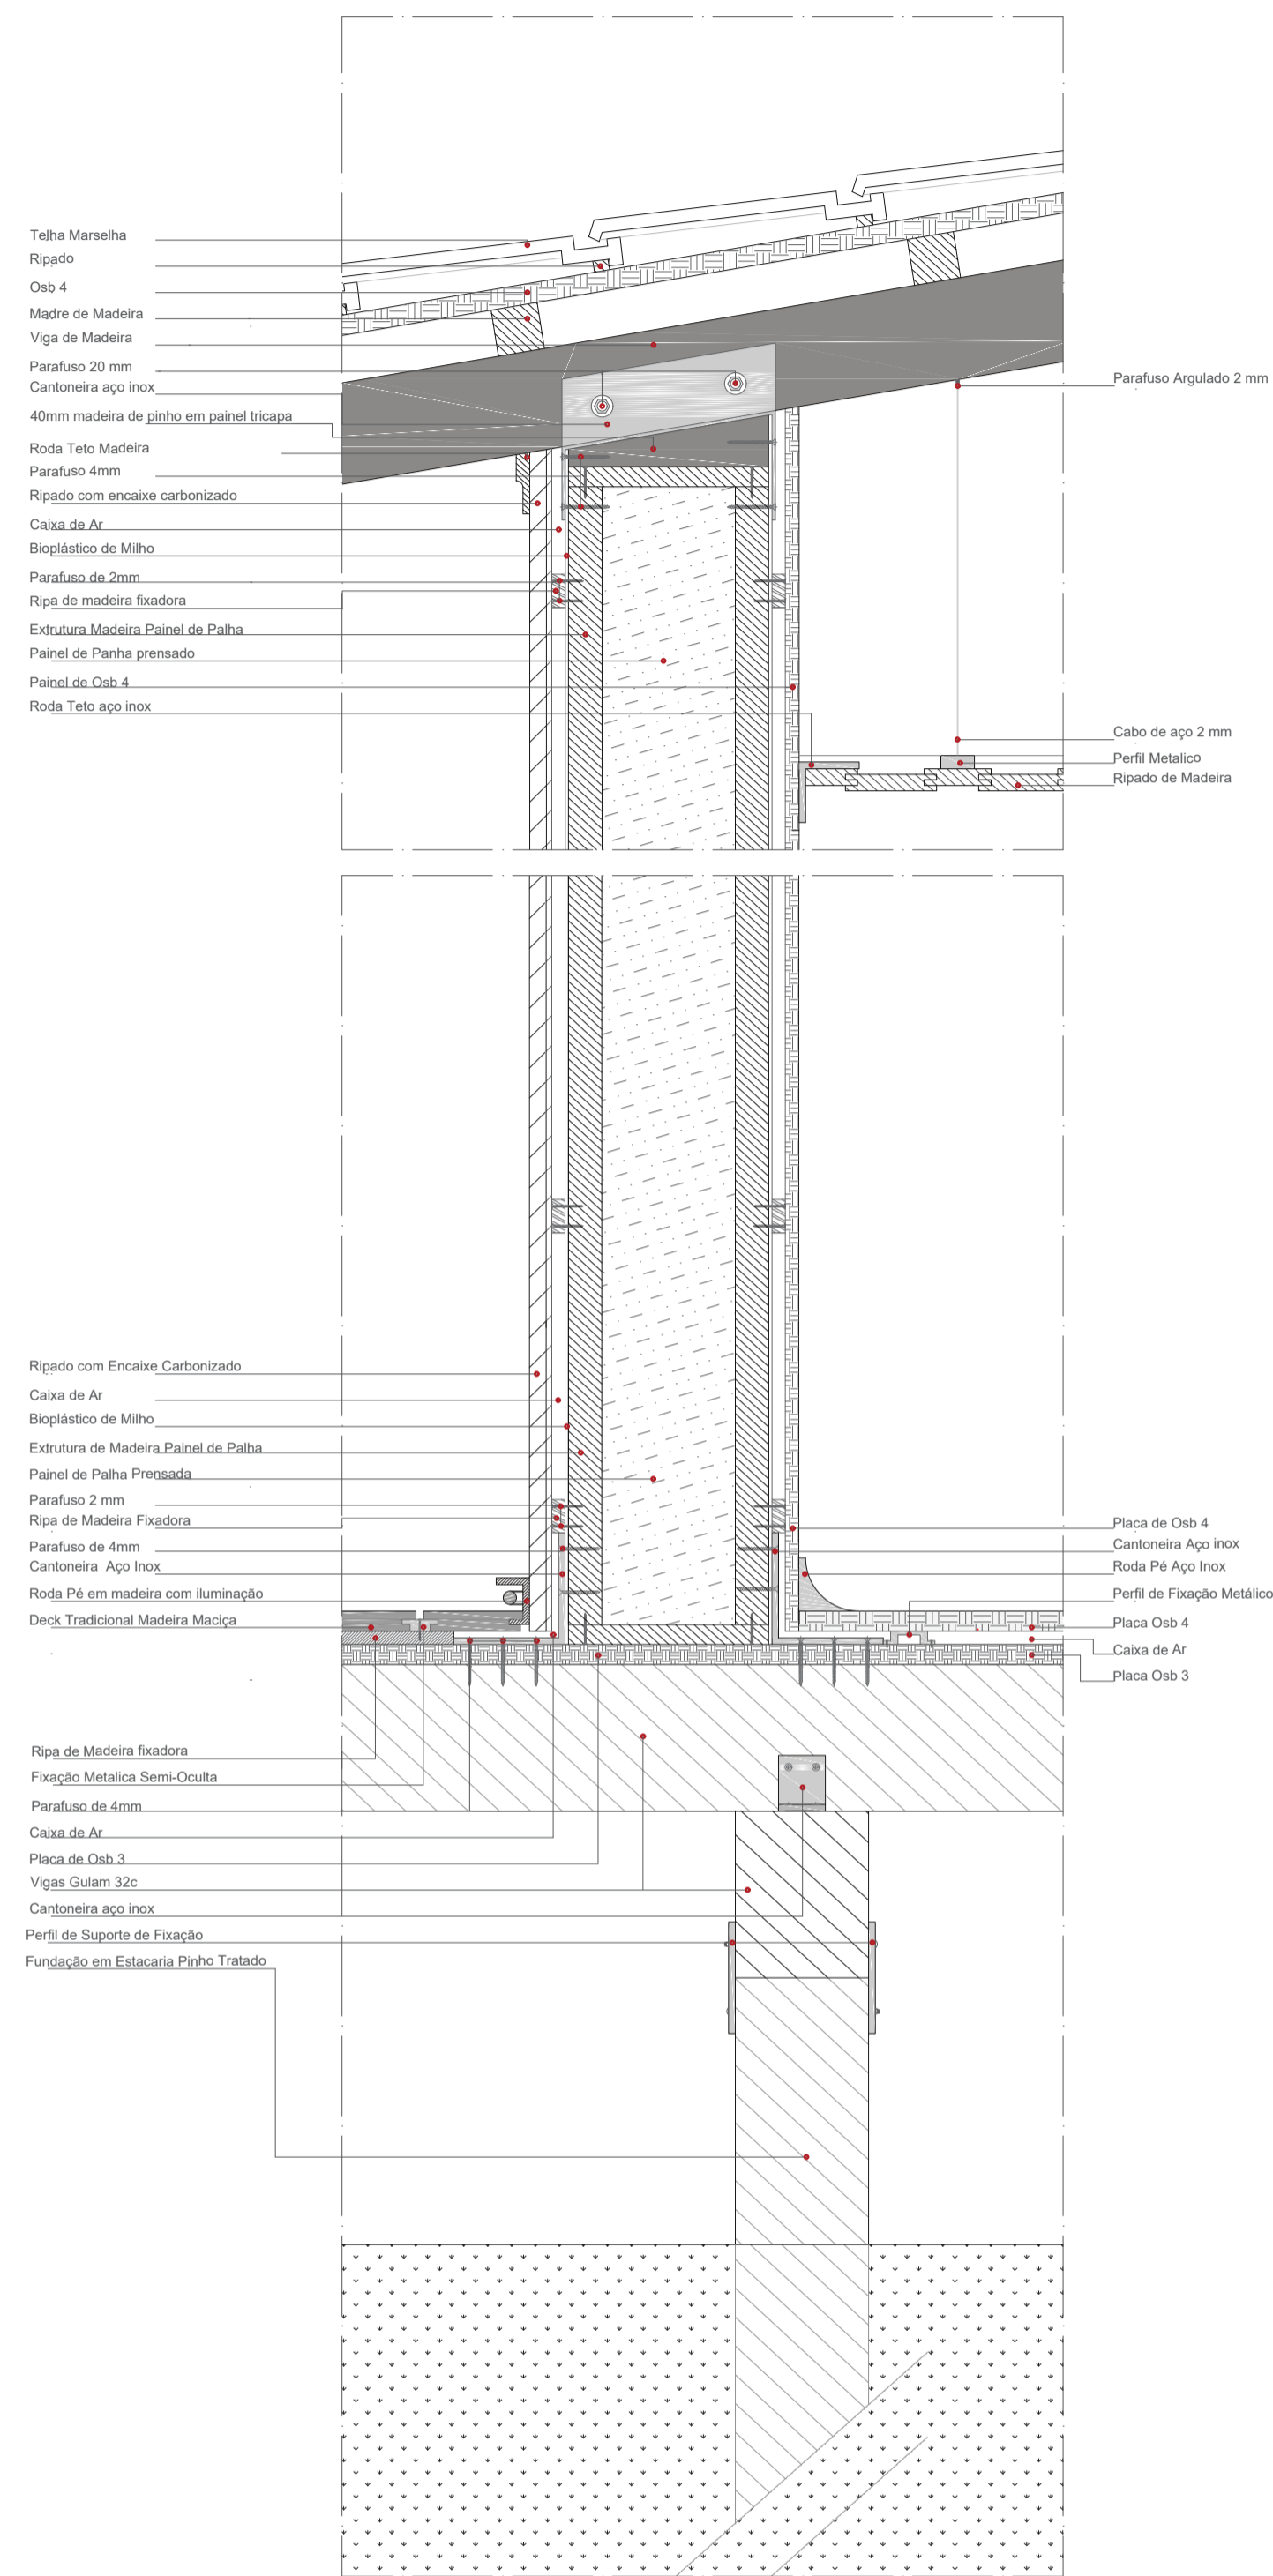 Telha Marselha
Ripado
Osb 4
Madre de Madeira
Viga de Madeira
Parafuso 20 mm
Cantoneira aço inox
40mm madeira de pinho em painel tricapa
Roda Teto Madeira
Parafuso 4mm
Ripado com encaixe carbonizado
Caixa de Ar
Bioplástico de Milho
Parafuso de 2mm
Ripa de madeira fixadora
Extrutura Madeira Painel de Palha
Painel de Panha prensado
Painel de Osb 4
Roda Teto aço inox
Parafuso Argulado 2 mm
Cabo de aço 2 mm
Perfil Metalico
Ripado de Madeira
Ripado com Encaixe Carbonizado
Caixa de Ar
Bioplástico de Milho
Extrutura de Madeira Painel de Palha
Painel de Palha Prensada
Parafuso 2 mm
Ripa de Madeira Fixadora
Parafuso de 4mm
Cantoneira Aço Inox
Roda Pé em madeira com iluminação
Deck Tradicional Madeira Maciça
Placa de Osb 4
Cantoneira Aço inox
Roda Pé Aço Inox
Perfil de Fixação Metálico
Placa Osb 4
Caixa de Ar
Placa Osb 3
Ripa de Madeira fixadora
Fixação Metalica Semi-Oculta
Parafuso de 4mm
Caixa de Ar
Placa de Osb 3
Vigas Gulam 32c
Cantoneira aço inox
Perfil de Suporte de Fixação
Fundação em Estacaria Pinho Tratado